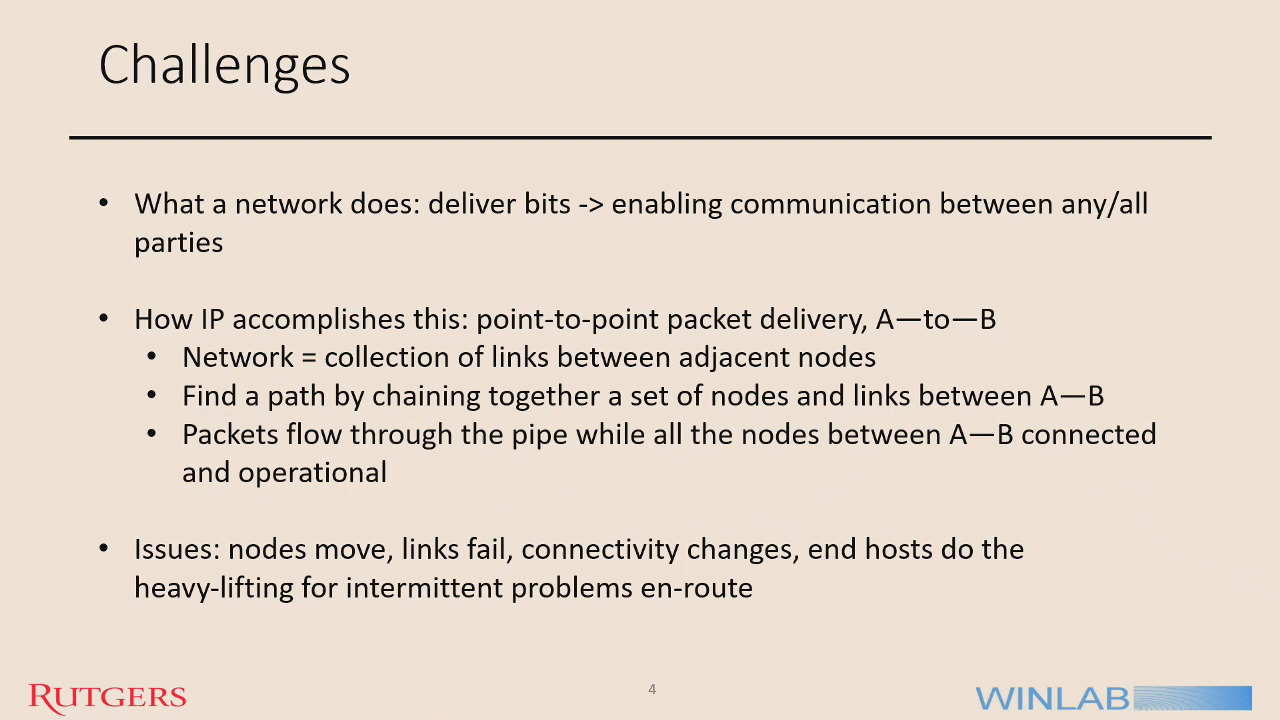 Challenges
• What a network does: deliver bits -> enabling communication between any/all
parties
• How IP accomplishes this: point-to-point packet delivery, A—to—B
• Network = collection of links between adjacent nodes
• Find a path by chaining together a set of nodes and links between A—B
• Packets flow through the pipe while all the nodes between A—B connected
and operational
• Issues: nodes move, links fail, connectivity changes, end hosts do the
heavy-lifting for intermittent problems en-route
RUTGERS
4
WINLAB